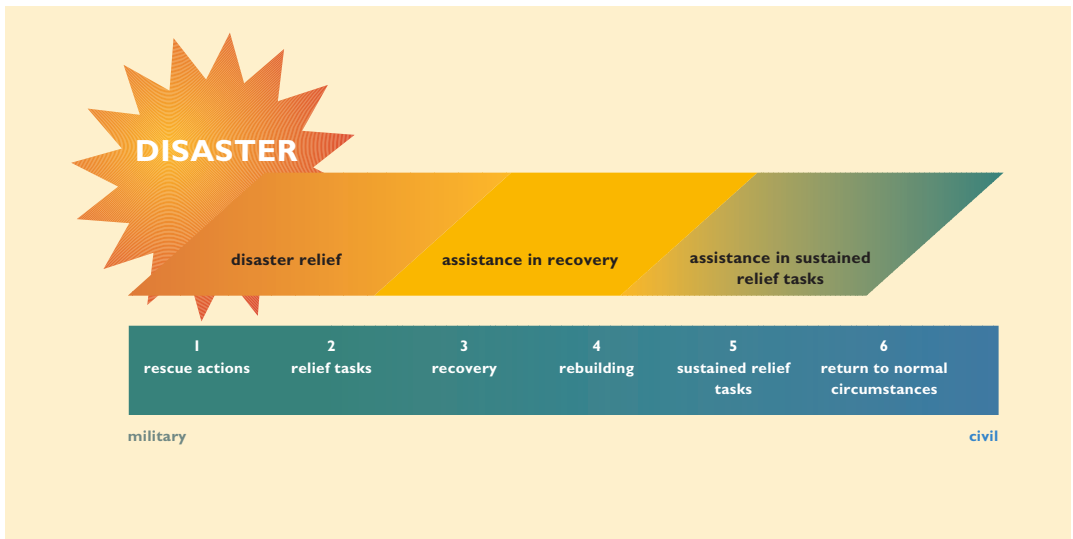 DISASTER
disaster relief
assistance in recovery
assistance in sustained
relief tasks
1
rescue actions
2
relief tasks
3
recovery
4
rebuilding
5
sustained relief
tasks
6
return to normal
circumstances
military
civil